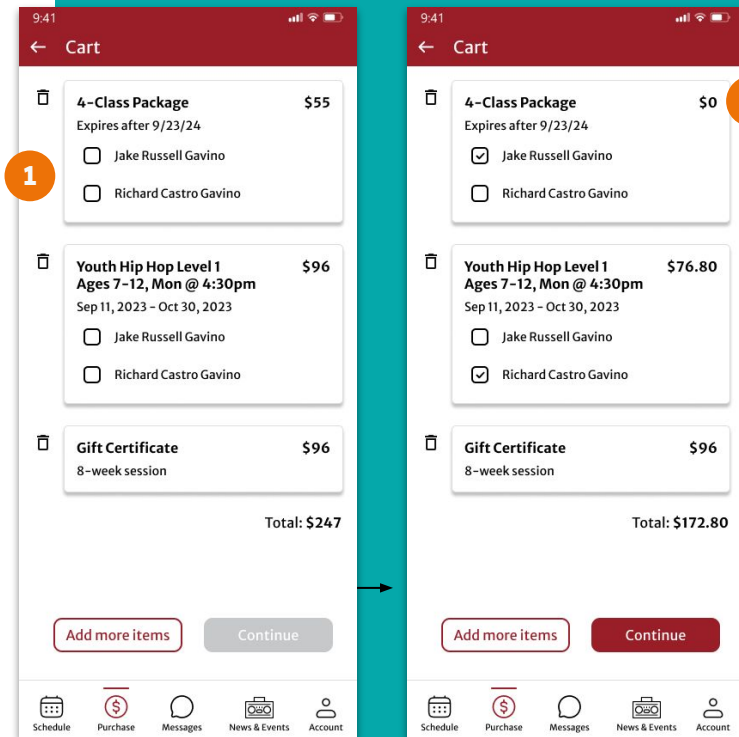 9:41
Cart
4-Class Package $55
Expires after 9/23/24
Jake Russell Gavino
1
Richard Castro Gavino
Youth Hip Hop Level 1 $96
Ages 7-12, Mon @ 4:30pm
Sep 11, 2023 - Oct 30, 2023
Jake Russell Gavino
Richard Castro Gavino
Gift Certificate $96
8-week session
Total: $247
Add more items Continue
Schedule Purchase Messages News & Events Account
9:41
Cart
4-Class Package $0
Expires after 9/23/24
Jake Russell Gavino
Richard Castro Gavino
Youth Hip Hop Level 1 $76.80
Ages 7-12, Mon @ 4:30pm
Sep 11, 2023 - Oct 30, 2023
Jake Russell Gavino
Richard Castro Gavino
Gift Certificate $96
8-week session
Total: $172.80
Add more items Continue
Schedule Purchase Messages News & Events Account